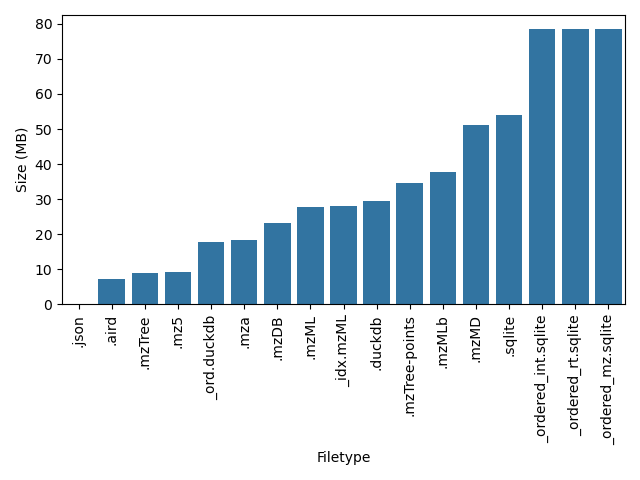 80
70
60
50
40
30
20
10
0
Size (MB)
.json
.aird
.mzTree
.mz5
_ord.duckdb
.mza
.mzDB
.mzML
_idx.mzML
.duckdb
.mzTree-points
.mzMLb
.mzMD
.sqlite
_ordered_int.sqlite
_ordered_rt.sqlite
_ordered_mz.sqlite
Filetype